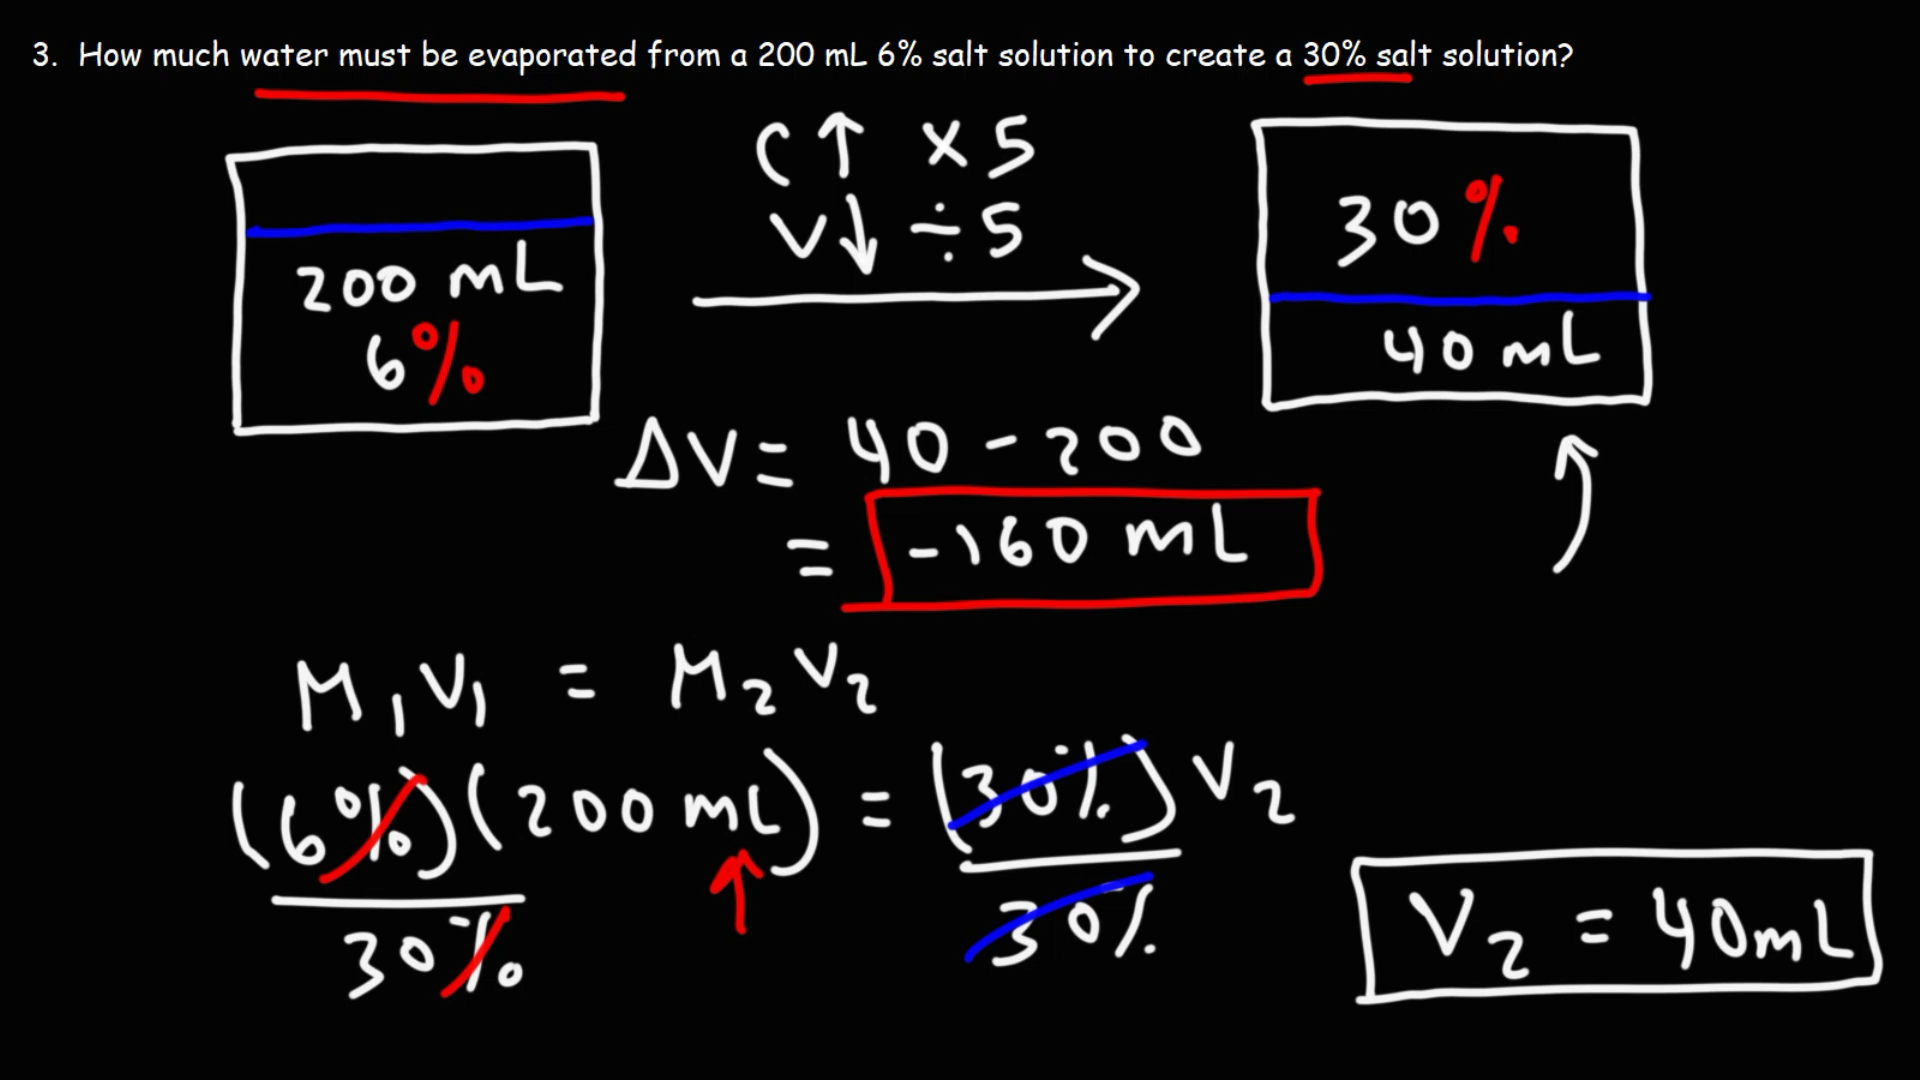 3. How much water must be evaporated from a 200 mL 6% salt solution to create a 30% salt solution?
C↑ ×5
V↓ ÷5
200 mL
6%
30%
40 mL
ΔV = 40 - 200
= -160 mL
M₁V₁ = M₂V₂
(6%)(200 mL) = (30%)V₂
30% 30%
V₂ = 40mL